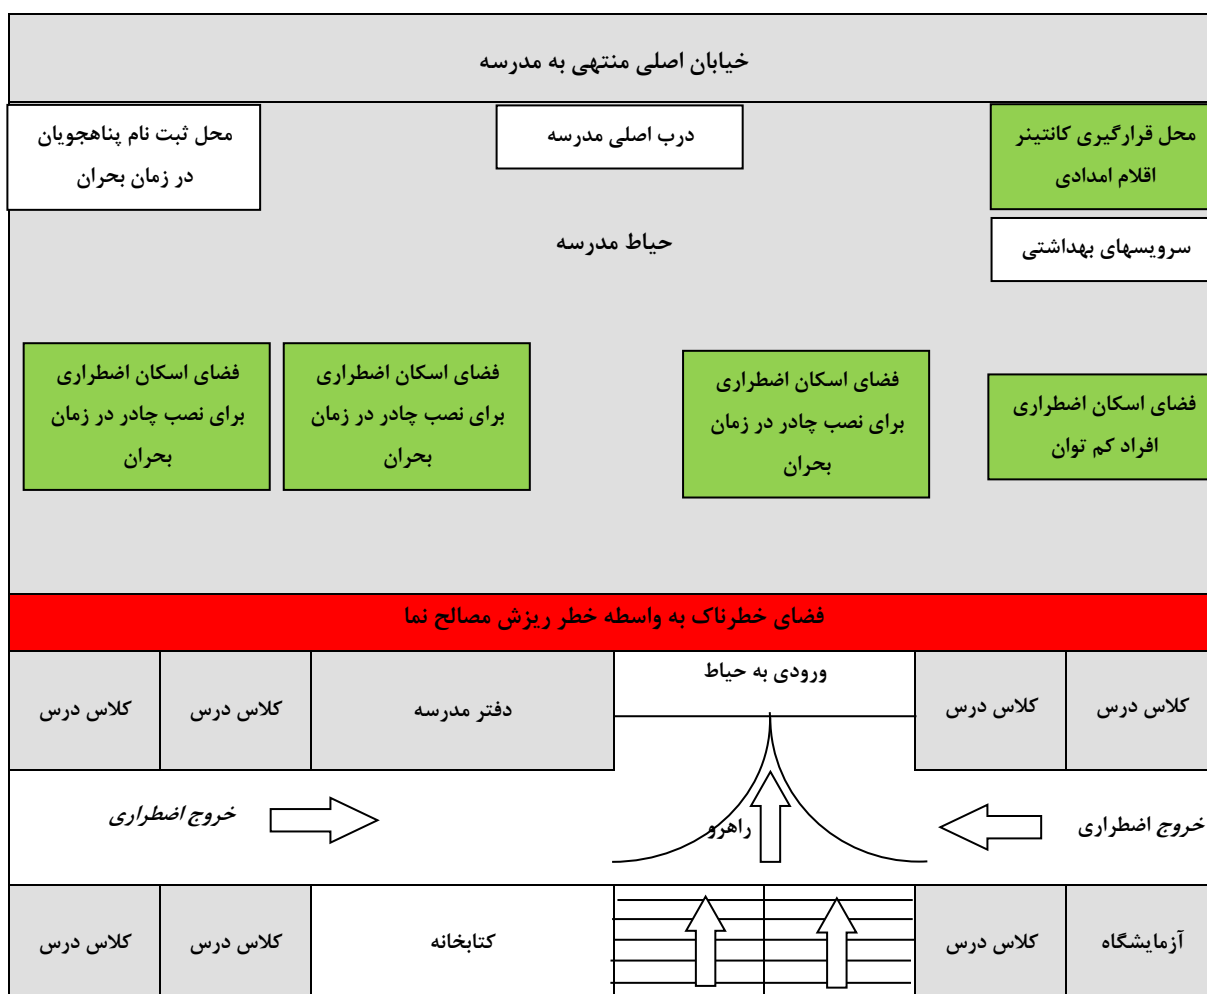 خیابان اصلی منتهی به مدرسه
محل قرارگیری کانتینر
اقلام امدادی
درب اصلی مدرسه
محل ثبت نام پناهجویان
در زمان بحران
سرویسهای بهداشتی
حیاط مدرسه
فضای اسکان اضطراری
افراد کم توان
فضای اسکان اضطراری
برای نصب چادر در زمان
بحران
فضای اسکان اضطراری
برای نصب چادر در زمان
بحران
فضای اسکان اضطراری
برای نصب چادر در زمان
بحران
فضای خطرناک به واسطه خطر ریزش مصالح نما
کلاس درس
کلاس درس
ورودی به حیاط
دفتر مدرسه
کلاس درس
کلاس درس
خروج اضطراری
راهرو
خروج اضطراری
آزمایشگاه
کلاس درس
کتابخانه
کلاس درس
کلاس درس